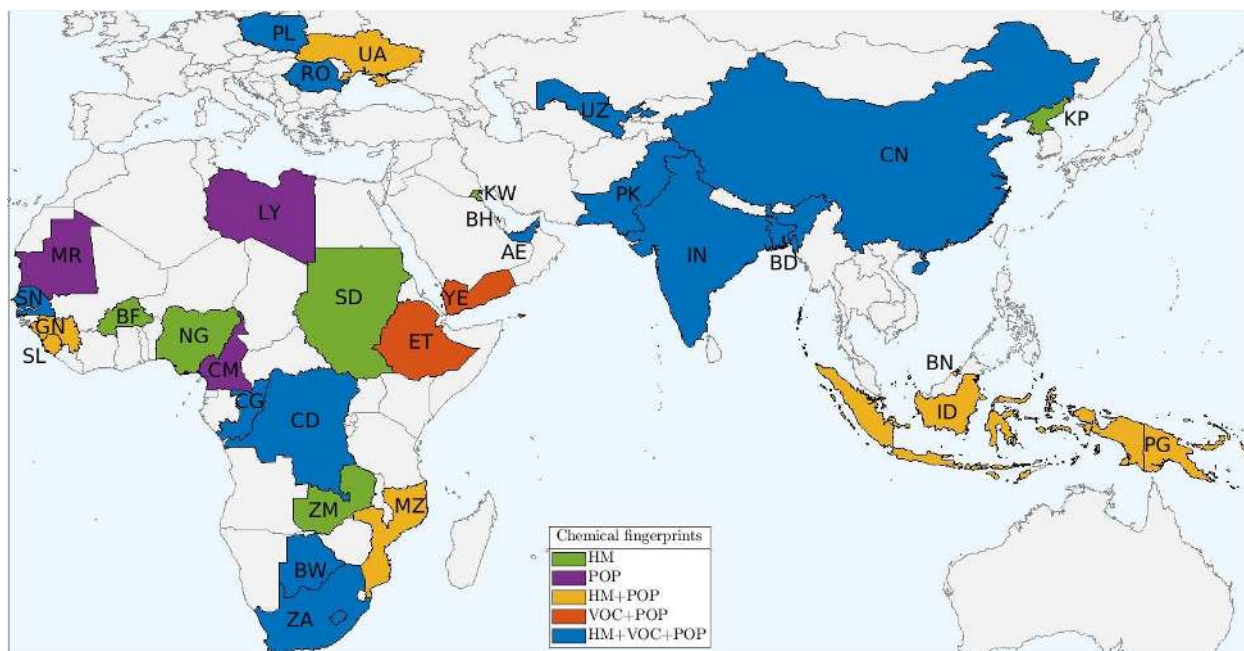 PL
UA
RO
UZ
KP
CN
PK
KW
LY
BH
MR
AE
IN
BD
SN
SD
YE
BF
GN
NG
ET
SL
CM
BN
CG
CD
ID
PG
ZM
MZ
BW
ZA
Chemical fingerprints
HM
POP
HM+POP
VOC+POP
HM+VOC+POP